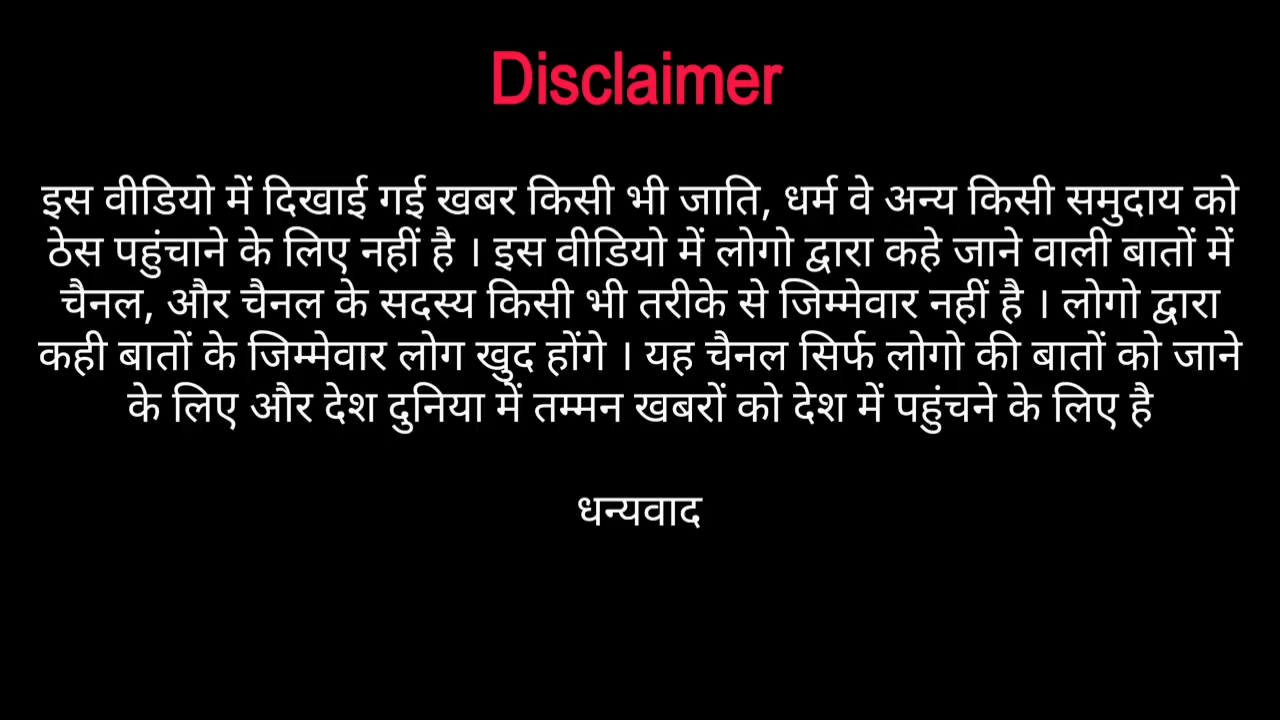 Disclaimer
इस वीडियो में दिखाई गई खबर किसी भी जाति, धर्म वे अन्य किसी समुदाय को
ठेस पहुंचाने के लिए नहीं है । इस वीडियो में लोगो द्वारा कहे जाने वाली बातों में
चैनल, और चैनल के सदस्य किसी भी तरीके से जिम्मेवार नहीं है । लोगो द्वारा
कही बातों के जिम्मेवार लोग खुद होंगे । यह चैनल सिर्फ लोगो की बातों को जाने
के लिए और देश दुनिया में तम्मन खबरों को देश में पहुंचने के लिए है
धन्यवाद